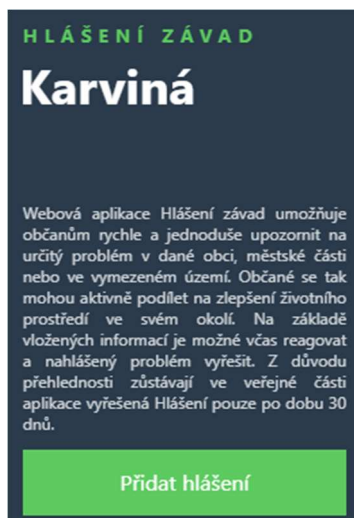 HLÁŠENÍ ZÁVAD
Karviná
Webová aplikace Hlášení závad umožňuje
občanům rychle a jednoduše upozornit na
určitý problém v dané obci, městské části
nebo ve vymezeném území. Občané se tak
mohou aktivně podílet na zlepšení životního
prostředí ve svém okolí. Na základě
vložených informací je možné včas reagovat
a nahlášený problém vyřešit. Z důvodu
přehlednosti zůstávají ve veřejné části
aplikace vyřešená Hlášení pouze po dobu 30
dnů.
Přidat hlášení